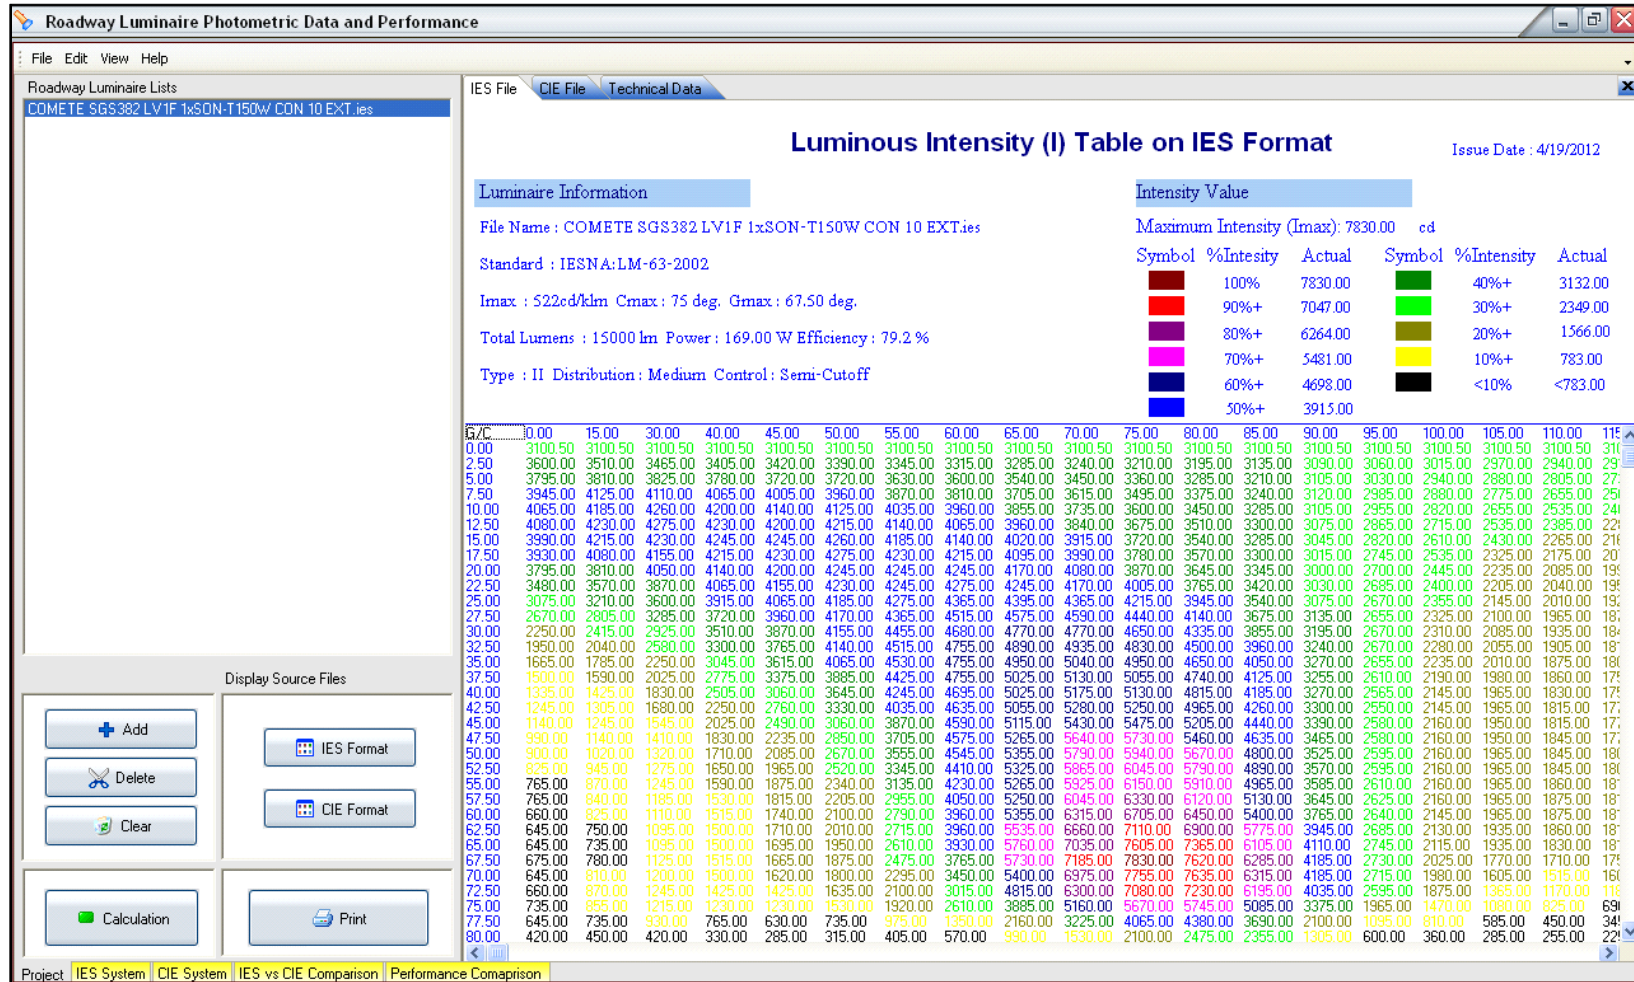 Roadway Luminaire Photometric Data and Performance
File Edit View Help
Roadway Luminaire Lists
COMETE SGS382 LV1F 1xSON-T150W CON 10 EXT.ies
Display Source Files
Add
Delete
Clear
IES Format
CIE Format
Calculation
Print
IES File CIE File Technical Data
Luminous Intensity (I) Table on IES Format
Issue Date : 4/19/2012
Luminaire Information
File Name : COMETE SGS382 LV1F 1xSON-T150W CON 10 EXT.ies
Standard : IESNA:LM-63-2002
Imax : 522cd/klm Cmax : 75 deg. Gmax : 67.50 deg.
Total Lumens : 15000 lm Power : 169.00 W Efficiency : 79.2 %
Type : II Distribution : Medium Control : Semi-Cutoff
Intensity Value
Maximum Intensity (Imax): 7830.00 cd
Symbol %Intesity Actual Symbol %Intensity Actual
100% 7830.00 40%+ 3132.00
90%+ 7047.00 30%+ 2349.00
80%+ 6264.00 20%+ 1566.00
70%+ 5481.00 10%+ 783.00
60%+ 4698.00 <10% <783.00
50%+ 3915.00
G/C 0.00 15.00 30.00 40.00 45.00 50.00 55.00 60.00 65.00 70.00 75.00 80.00 85.00 90.00 95.00 100.00 105.00 110.00
0.00 3100.50 3100.50 3100.50 3100.50 3100.50 3100.50 3100.50 3100.50 3100.50 3100.50 3100.50 3100.50 3100.50 3100.50 3100.50 3100.50 3100.50 3100.50
2.50 3600.00 3510.00 3465.00 3405.00 3420.00 3390.00 3345.00 3315.00 3285.00 3240.00 3210.00 3195.00 3135.00 3090.00 3060.00 3015.00 2970.00 2940.00
5.00 3795.00 3810.00 3825.00 3780.00 3720.00 3720.00 3630.00 3600.00 3540.00 3450.00 3360.00 3285.00 3210.00 3105.00 3030.00 2940.00 2880.00 2805.00
7.50 3945.00 4125.00 4110.00 4065.00 4005.00 3960.00 3870.00 3810.00 3705.00 3615.00 3495.00 3375.00 3240.00 3120.00 2985.00 2880.00 2775.00 2655.00
10.00 4065.00 4185.00 4260.00 4200.00 4140.00 4125.00 4035.00 3960.00 3855.00 3735.00 3600.00 3450.00 3285.00 3105.00 2955.00 2820.00 2655.00 2535.00
12.50 4080.00 4230.00 4275.00 4230.00 4200.00 4215.00 4140.00 4065.00 3960.00 3840.00 3675.00 3510.00 3300.00 3075.00 2865.00 2715.00 2535.00 2385.00
15.00 3990.00 4215.00 4230.00 4245.00 4245.00 4260.00 4185.00 4140.00 4020.00 3915.00 3720.00 3540.00 3285.00 3045.00 2820.00 2610.00 2430.00 2265.00
17.50 3930.00 4080.00 4155.00 4215.00 4230.00 4275.00 4230.00 4215.00 4095.00 3990.00 3780.00 3570.00 3300.00 3015.00 2745.00 2535.00 2325.00 2175.00
20.00 3795.00 3810.00 4050.00 4140.00 4200.00 4245.00 4245.00 4245.00 4170.00 4080.00 3870.00 3645.00 3345.00 3000.00 2700.00 2445.00 2235.00 2085.00
22.50 3480.00 3570.00 3870.00 4065.00 4155.00 4230.00 4245.00 4275.00 4245.00 4170.00 4005.00 3765.00 3420.00 3030.00 2685.00 2400.00 2205.00 2040.00
25.00 3075.00 3210.00 3600.00 3915.00 4065.00 4185.00 4275.00 4365.00 4395.00 4365.00 4215.00 3945.00 3540.00 3075.00 2670.00 2355.00 2145.00 2010.00
27.50 2670.00 2805.00 3285.00 3720.00 3960.00 4170.00 4365.00 4515.00 4575.00 4590.00 4440.00 4140.00 3675.00 3135.00 2655.00 2325.00 2100.00 1965.00
30.00 2250.00 2415.00 2925.00 3510.00 3870.00 4155.00 4455.00 4680.00 4770.00 4770.00 4650.00 4335.00 3855.00 3195.00 2670.00 2310.00 2085.00 1935.00
32.50 1950.00 2040.00 2580.00 3300.00 3765.00 4140.00 4515.00 4755.00 4890.00 4935.00 4830.00 4500.00 3960.00 3240.00 2670.00 2280.00 2055.00 1905.00
35.00 1665.00 1785.00 2250.00 3045.00 3615.00 4065.00 4530.00 4755.00 4950.00 5040.00 4950.00 4650.00 4050.00 3270.00 2655.00 2235.00 2010.00 1875.00
37.50 1500.00 1590.00 2025.00 2775.00 3375.00 3885.00 4425.00 4755.00 5025.00 5130.00 5055.00 4740.00 4125.00 3255.00 2610.00 2190.00 1980.00 1860.00
40.00 1335.00 1425.00 1830.00 2505.00 3060.00 3645.00 4245.00 4695.00 5025.00 5175.00 5130.00 4815.00 4185.00 3270.00 2565.00 2145.00 1965.00 1830.00
42.50 1245.00 1305.00 1680.00 2250.00 2760.00 3330.00 4035.00 4635.00 5055.00 5280.00 5250.00 4965.00 4260.00 3300.00 2550.00 2145.00 1950.00 1815.00
45.00 1140.00 1245.00 1545.00 2025.00 2490.00 3060.00 3870.00 4590.00 5115.00 5430.00 5475.00 5205.00 4440.00 3390.00 2580.00 2160.00 1950.00 1815.00
47.50 990.00 1140.00 1410.00 1830.00 2235.00 2850.00 3705.00 4575.00 5265.00 5640.00 5730.00 5460.00 4635.00 3465.00 2580.00 2160.00 1950.00 1845.00
50.00 900.00 1020.00 1320.00 1710.00 2085.00 2670.00 3555.00 4545.00 5355.00 5790.00 5940.00 5670.00 4800.00 3525.00 2595.00 2160.00 1965.00 1845.00
52.50 825.00 945.00 1275.00 1650.00 1965.00 2520.00 3345.00 4410.00 5325.00 5865.00 6045.00 5790.00 4890.00 3570.00 2595.00 2160.00 1965.00 1845.00
55.00 765.00 870.00 1245.00 1590.00 1875.00 2340.00 3135.00 4230.00 5265.00 5925.00 6150.00 5910.00 4965.00 3585.00 2610.00 2160.00 1965.00 1860.00
57.50 765.00 840.00 1185.00 1530.00 1815.00 2205.00 2955.00 4050.00 5250.00 6045.00 6330.00 6120.00 5130.00 3645.00 2625.00 2160.00 1965.00 1875.00
60.00 660.00 825.00 1110.00 1515.00 1740.00 2100.00 2790.00 3960.00 5355.00 6315.00 6705.00 6450.00 5400.00 3765.00 2640.00 2145.00 1965.00 1875.00
62.50 645.00 750.00 1095.00 1500.00 1710.00 2010.00 2715.00 3960.00 5535.00 6660.00 7110.00 6900.00 5775.00 3945.00 2685.00 2130.00 1935.00 1860.00
65.00 645.00 735.00 1095.00 1500.00 1695.00 1950.00 2610.00 3930.00 5760.00 7035.00 7605.00 7365.00 6105.00 4110.00 2745.00 2115.00 1935.00 1830.00
67.50 675.00 780.00 1125.00 1515.00 1665.00 1875.00 2475.00 3765.00 5730.00 7185.00 7830.00 7620.00 6285.00 4185.00 2730.00 2025.00 1770.00 1710.00
70.00 645.00 810.00 1200.00 1500.00 1620.00 1800.00 2295.00 3450.00 5400.00 6975.00 7755.00 7635.00 6315.00 4185.00 2715.00 1980.00 1605.00 1515.00
72.50 660.00 870.00 1245.00 1425.00 1425.00 1635.00 2100.00 3015.00 4815.00 6300.00 7080.00 7230.00 6195.00 4035.00 2595.00 1875.00 1365.00 1170.00
75.00 735.00 855.00 1215.00 1230.00 1230.00 1530.00 1920.00 2610.00 3885.00 5160.00 5670.00 5745.00 5085.00 3375.00 1965.00 1470.00 1080.00 825.00
77.50 645.00 735.00 930.00 765.00 630.00 735.00 975.00 1350.00 2160.00 3225.00 4065.00 4380.00 3690.00 2100.00 1095.00 810.00 585.00 450.00
80.00 420.00 450.00 420.00 330.00 285.00 315.00 405.00 570.00 990.00 1530.00 2100.00 2475.00 2355.00 1305.00 600.00 360.00 285.00 255.00
Project IES System CIE System IES vs CIE Comparison Performance Comaprison